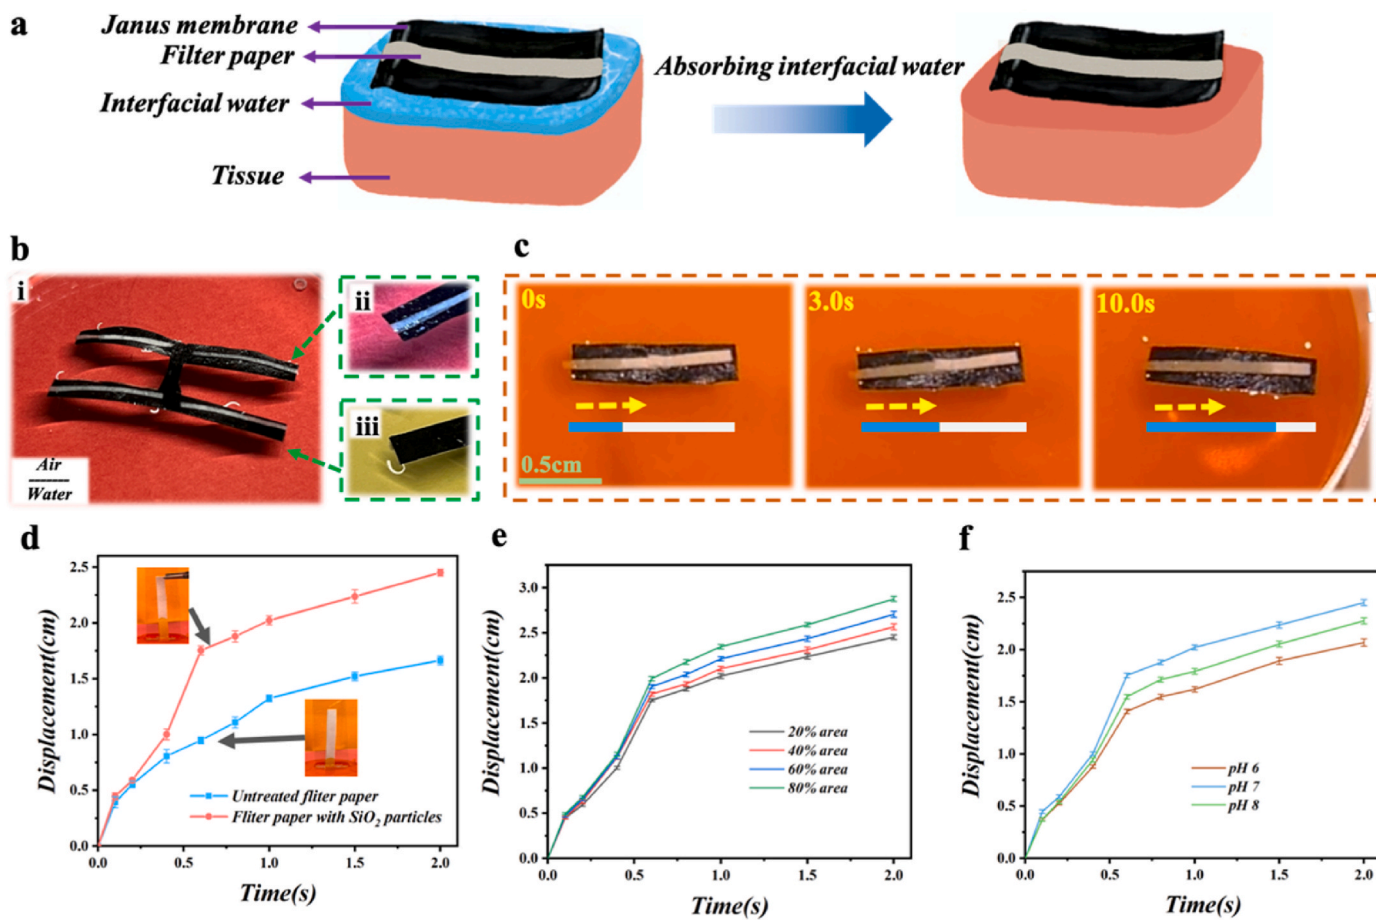 a
Janus membrane
Filter paper
Interfacial water
Tissue
Absorbing interfacial water
b
i
Air
Water
ii
iii
c
0s
3.0s
10.0s
0.5cm
d
Displacement(cm)
2.5
2.0
1.5
1.0
0.5
0.0
Untreated fliter paper
Fliter paper with SiO₂ particles
0.0 0.5 1.0 1.5 2.0
Time(s)
e
Displacement(cm)
3.0
2.5
2.0
1.5
1.0
0.5
0.0
20% area
40% area
60% area
80% area
0.0 0.5 1.0 1.5 2.0
Time(s)
f
Displacement(cm)
2.5
2.0
1.5
1.0
0.5
0.0
pH 6
pH 7
pH 8
0.0 0.5 1.0 1.5 2.0
Time(s)